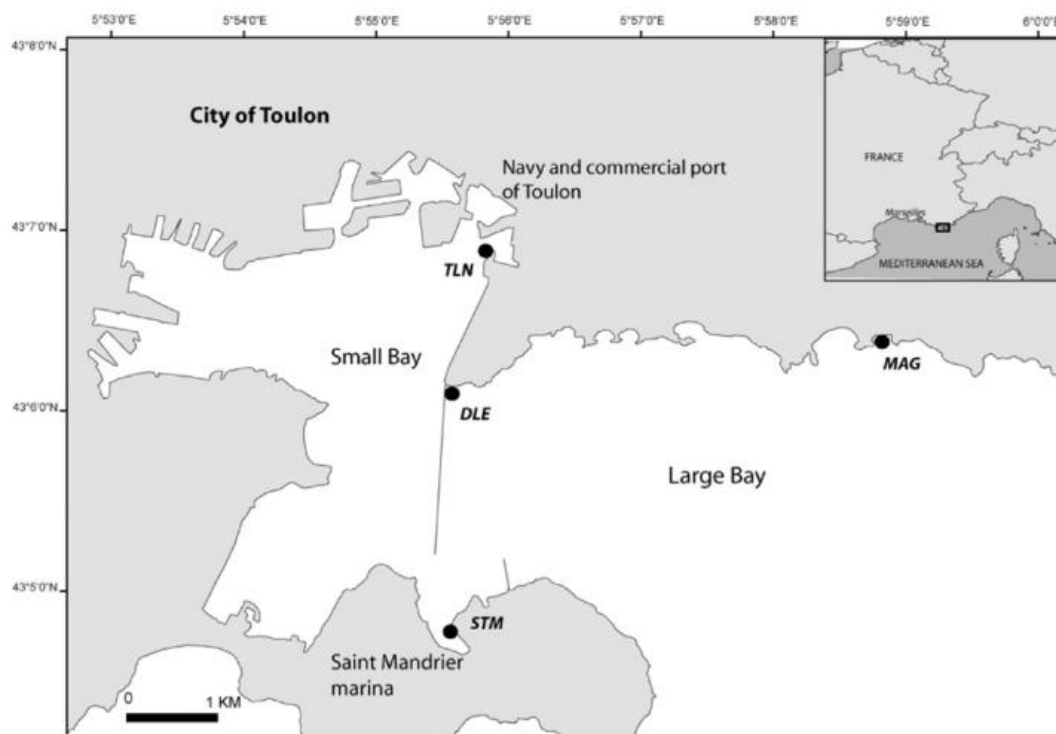 5°53'0"E 5°54'0"E 5°55'0"E 5°56'0"E 5°57'0"E 5°58'0"E 5°59'0"E 6°0'0"E
43°8'0"N
City of Toulon
Navy and commercial port
of Toulon
FRANCE
Marseilles
MEDITERRANEAN SEA
43°7'0"N
TLN
Small Bay
MAG
43°6'0"N
DLE
Large Bay
43°5'0"N
STM
Saint Mandrier
marina
0 1 KM